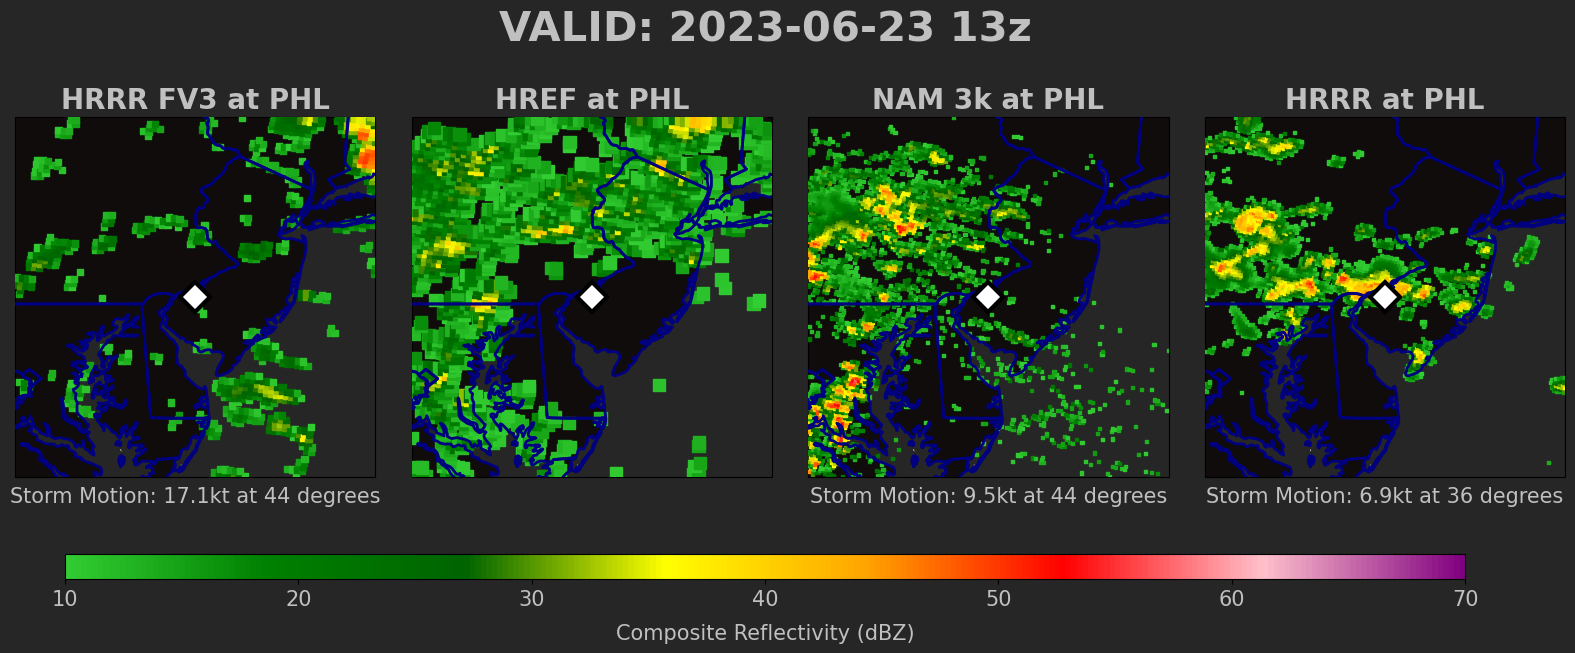 VALID: 2023-06-23 13z
HRRR FV3 at PHL
HREF at PHL
NAM 3k at PHL
HRRR at PHL
Storm Motion: 17.1kt at 44 degrees
Storm Motion: 9.5kt at 44 degrees
Storm Motion: 6.9kt at 36 degrees
10 20 30 40 50 60 70
Composite Reflectivity (dBZ)